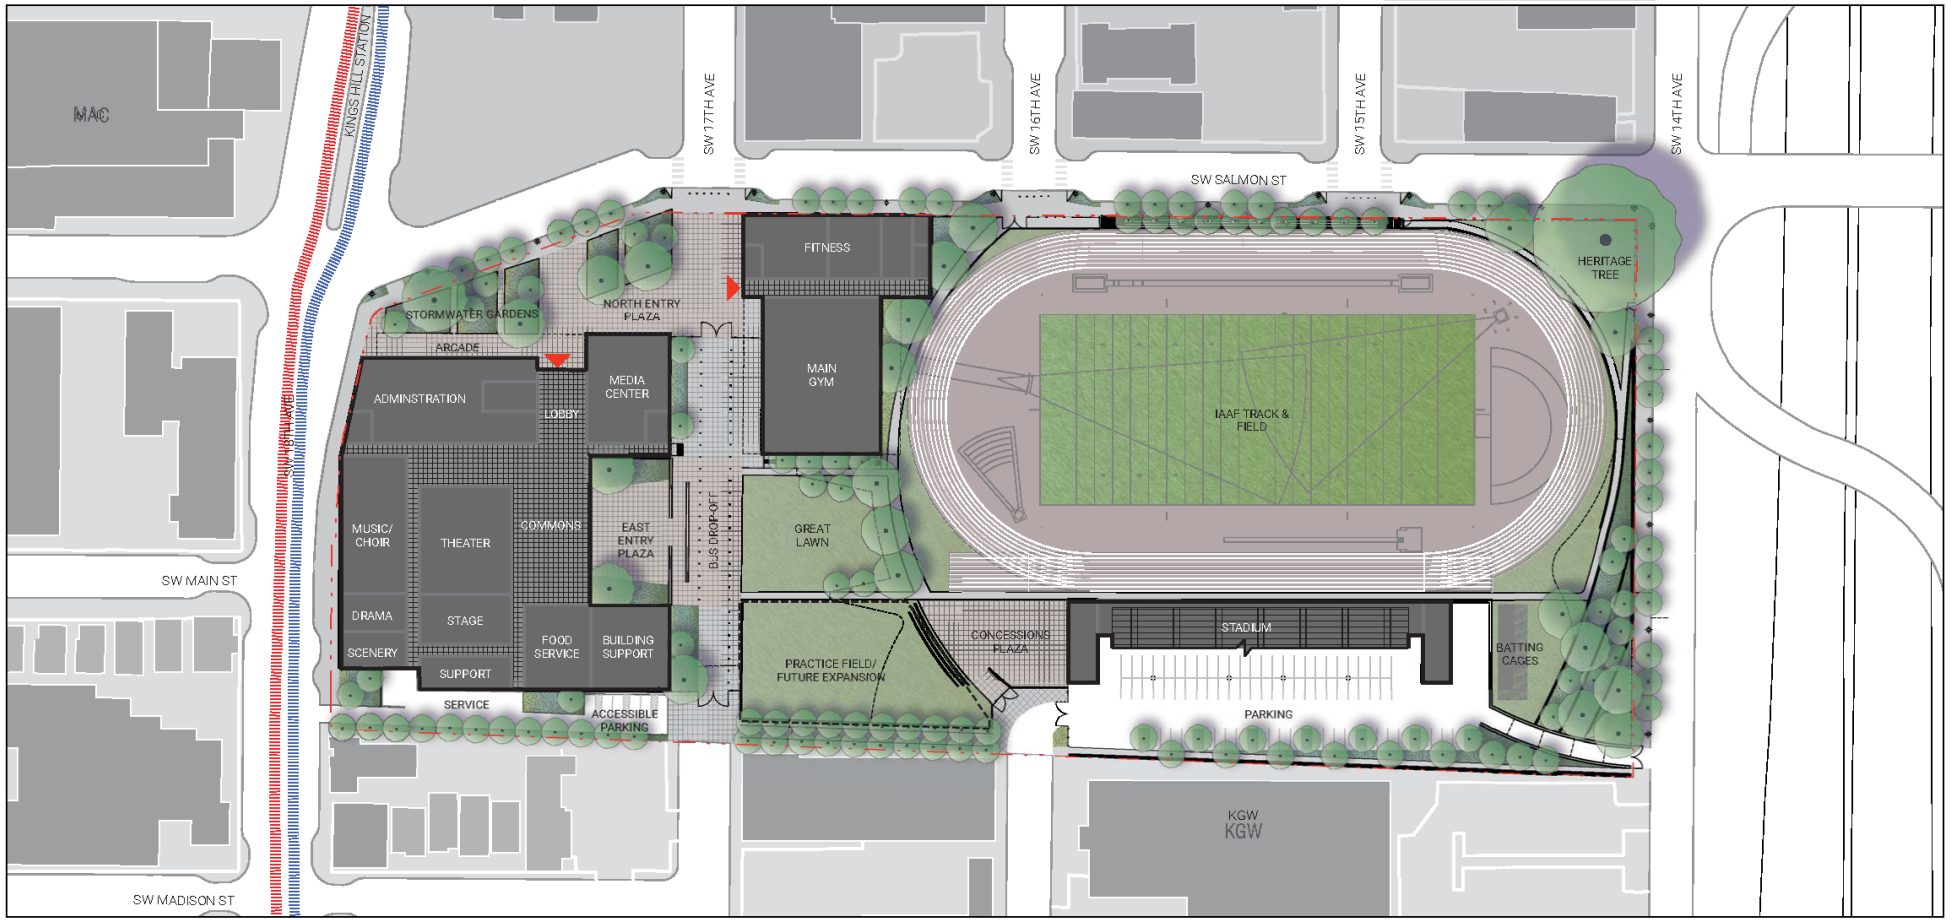 MAC
KINGS HILL STATION
SW 17TH AVE
SW 16TH AVE
SW 15TH AVE
SW 14TH AVE
SW SALMON ST
FITNESS
HERITAGE
TREE
NORTH ENTRY
PLAZA
STORMWATER GARDENS
ARCADE
MAIN
GYM
MEDIA
CENTER
ADMINSTRATION
LOBBY
IAAF TRACK &
FIELD
SW 18TH AVE
MUSIC/
CHOIR
THEATER
COMMONS
EAST
ENTRY
PLAZA
BUS DROP-OFF
GREAT
LAWN
SW MAIN ST
DRAMA
STAGE
SCENERY
FOOD
SERVICE
BUILDING
SUPPORT
SUPPORT
PRACTICE FIELD/
FUTURE EXPANSION
CONCESSIONS
PLAZA
STADIUM
BATTING
CAGES
SERVICE
ACCESSIBLE
PARKING
PARKING
KGW
KGW
SW MADISON ST